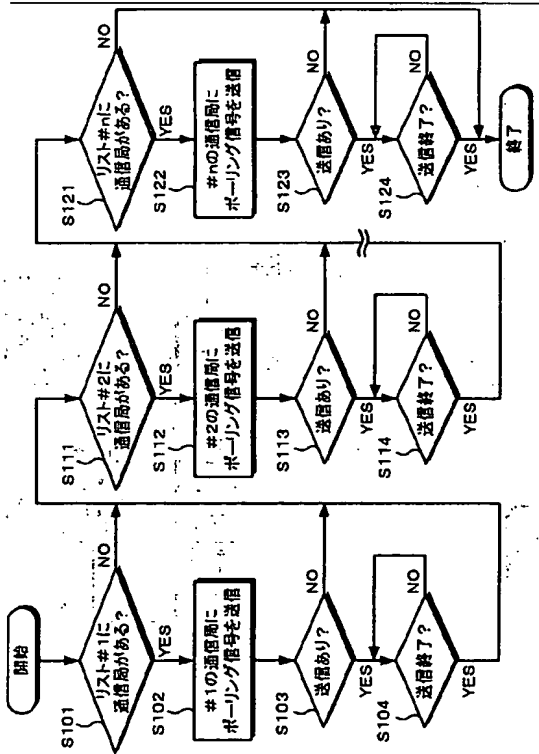 開始
S101
リスト#1に
通信局がある?
NO
YES
S102
#1の通信局に
ポーリング信号を送信
S103
送信あり?
NO
YES
S104
送信終了?
NO
YES
S111
リスト#2に
通信局がある?
NO
YES
S112
#2の通信局に
ポーリング信号を送信
S113
送信あり?
NO
YES
S114
送信終了?
NO
YES
S121
リスト#nに
通信局がある?
NO
YES
S122
#nの通信局に
ポーリング信号を送信
S123
送信あり?
NO
YES
S124
送信終了?
NO
YES
終了